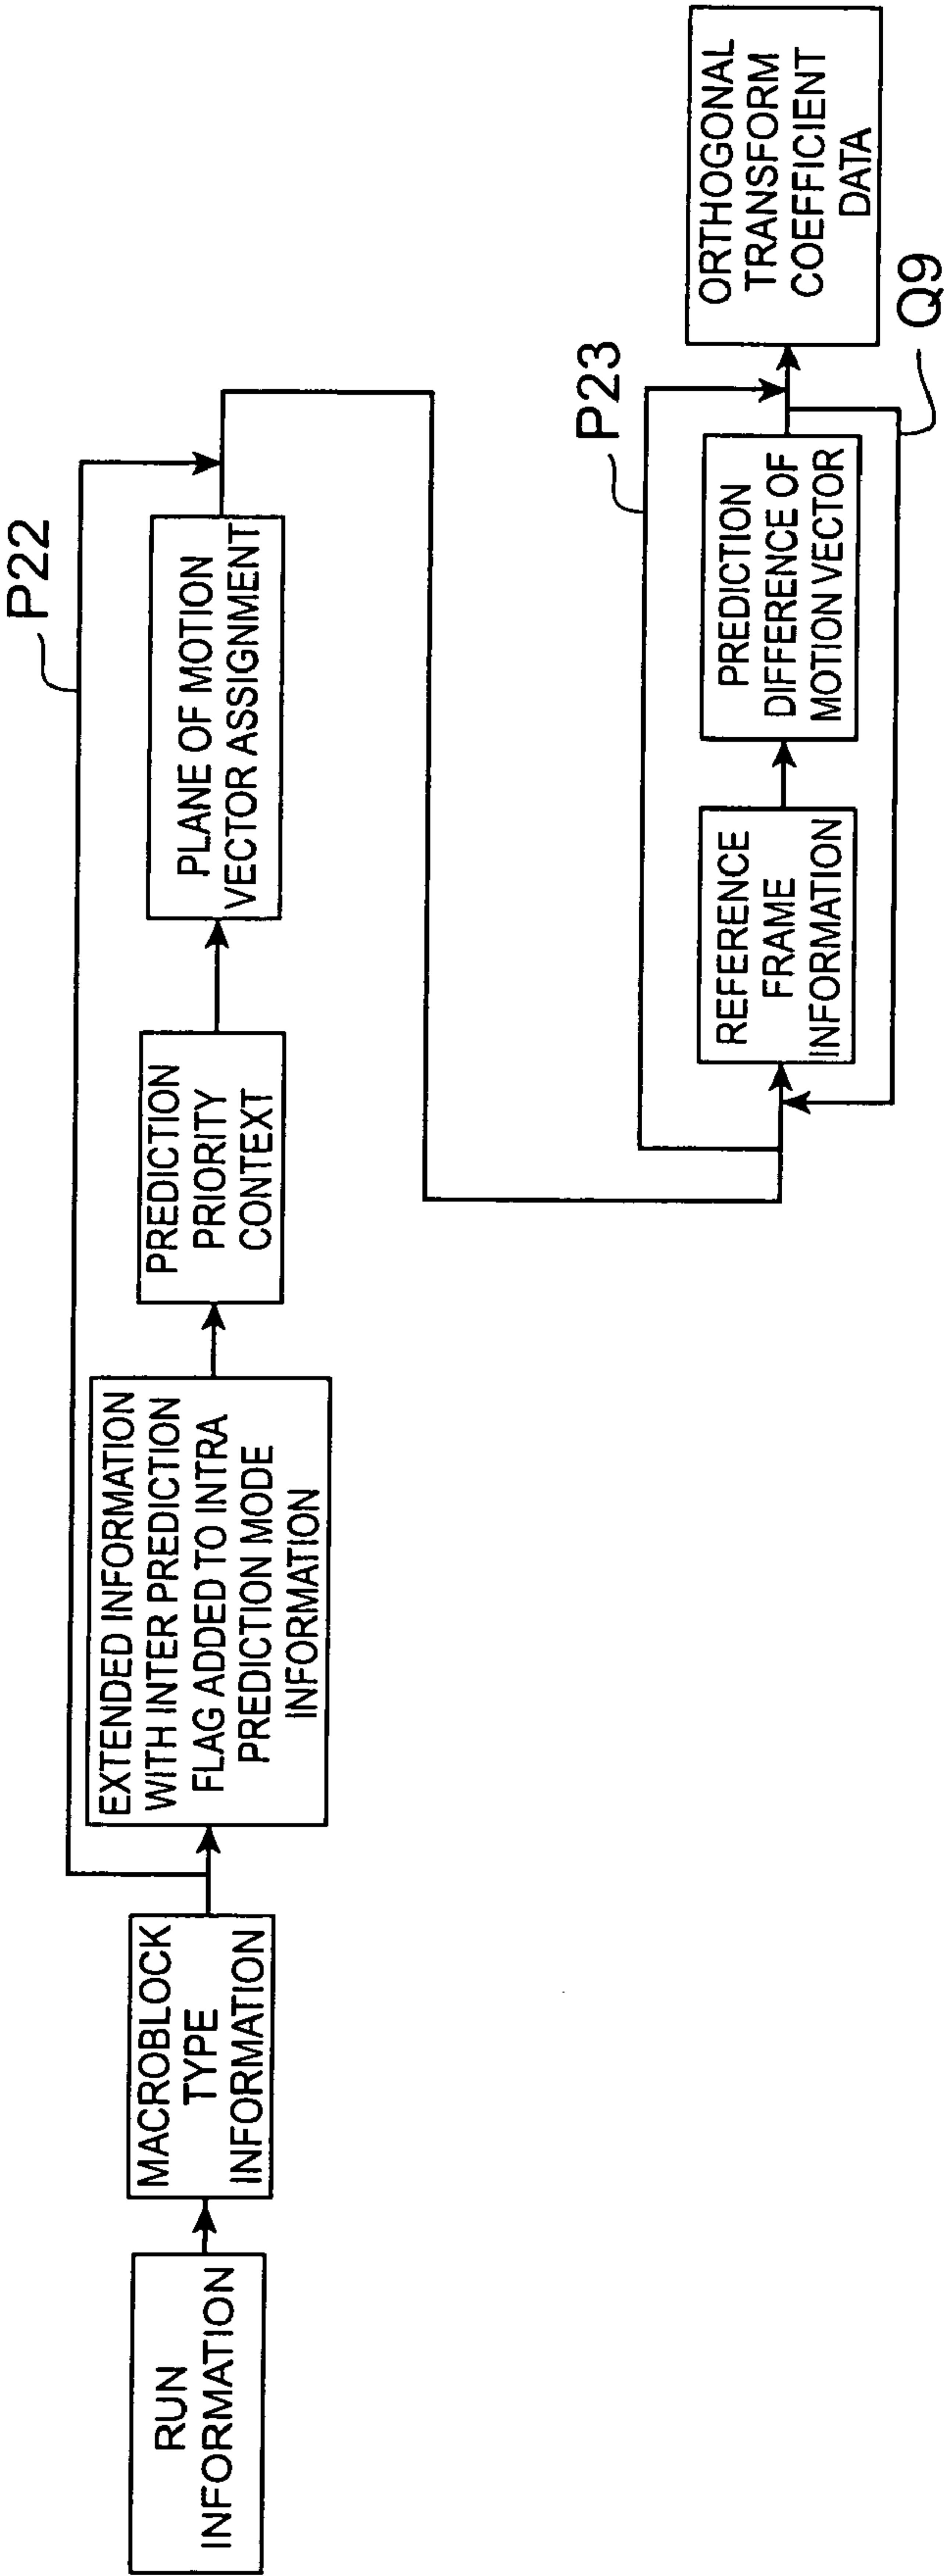 RUN
INFORMATION
MACROBLOCK
TYPE
INFORMATION
EXTENDED INFORMATION
WITH INTER PREDICTION
FLAG ADDED TO INTRA
PREDICTION MODE
INFORMATION
PREDICTION
PRIORITY
CONTEXT
PLANE OF MOTION
VECTOR ASSIGNMENT
P22
REFERENCE
FRAME
INFORMATION
PREDICTION
DIFFERENCE OF
MOTION VECTOR
P23
Q9
ORTHOGONAL
TRANSFORM
COEFFICIENT
DATA